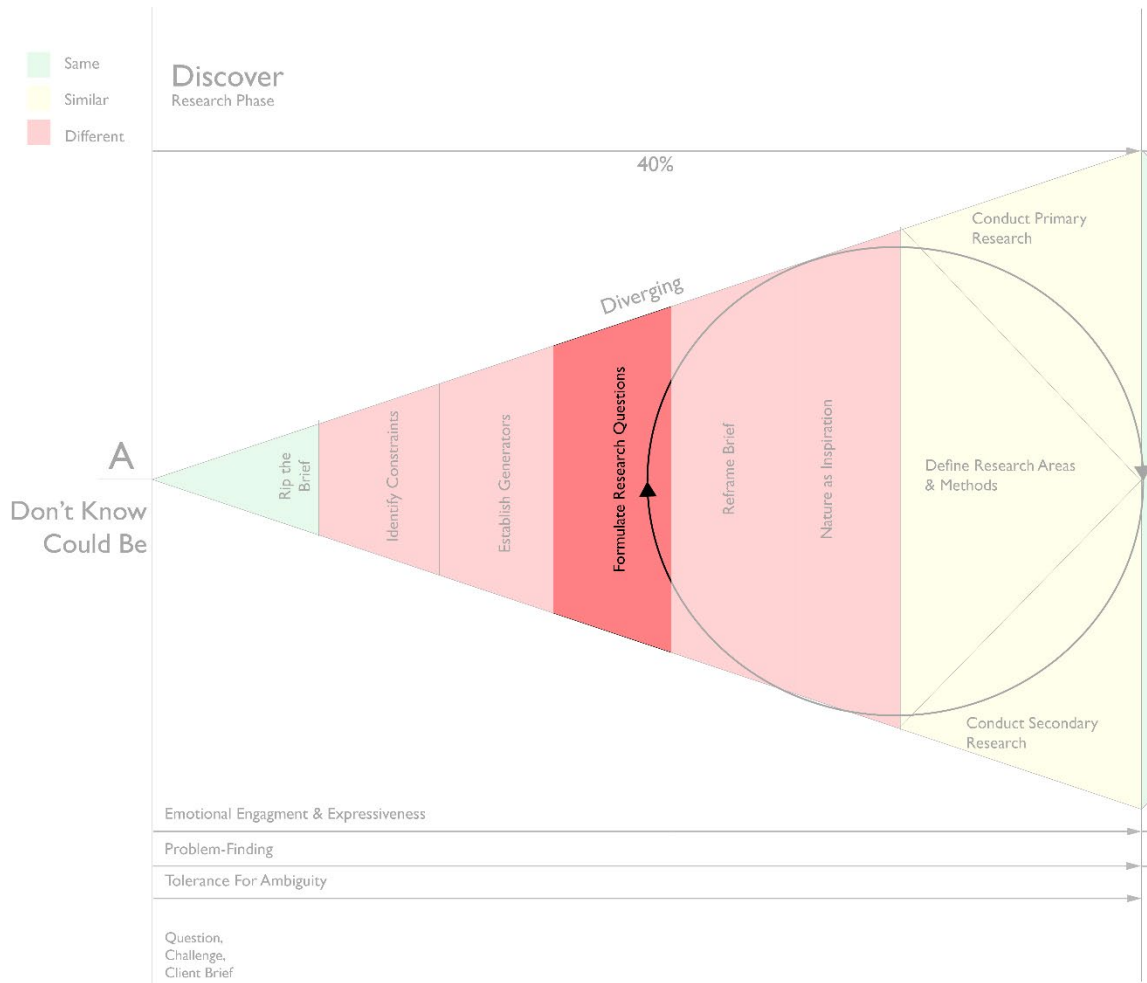 Same
Similar
Different
Discover
Research Phase
40%
Diverging
A
Don't Know
Could Be
Rip the
Brief
Identify Constraints
Establish Generators
Formulate Research Questions
Reframe Brief
Nature as Inspiration
Conduct Primary
Research
Define Research Areas
& Methods
Conduct Secondary
Research
Emotional Engagment & Expressiveness
Problem-Finding
Tolerance For Ambiguity
Question,
Challenge,
Client Brief